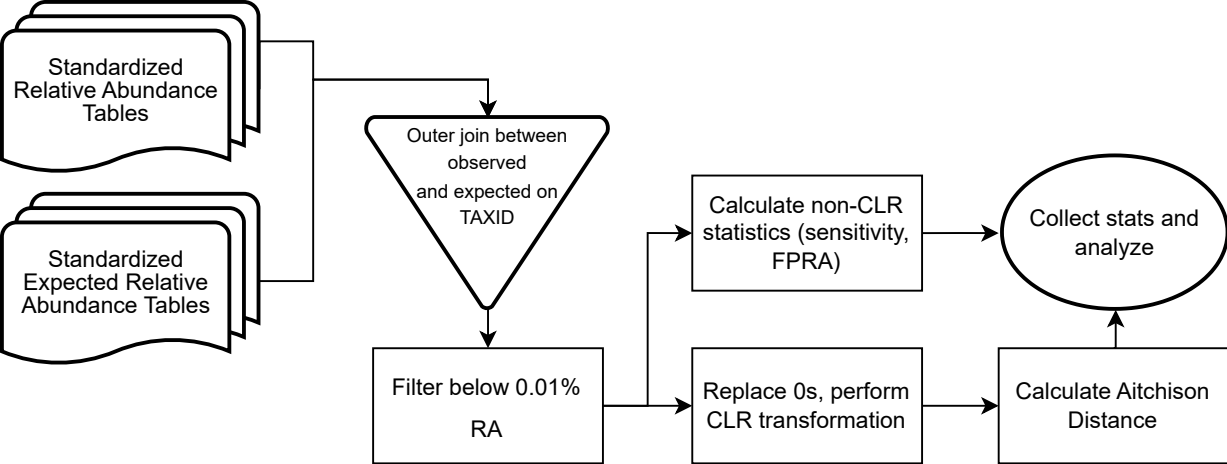 Standardized
Relative Abundance
Tables
Standardized
Expected Relative
Abundance Tables
Outer join between
observed
and expected on
TAXID
Filter below 0.01%
RA
Calculate non-CLR
statistics (sensitivity,
FPRA)
Replace 0s, perform
CLR transformation
Calculate Aitchison
Distance
Collect stats and
analyze